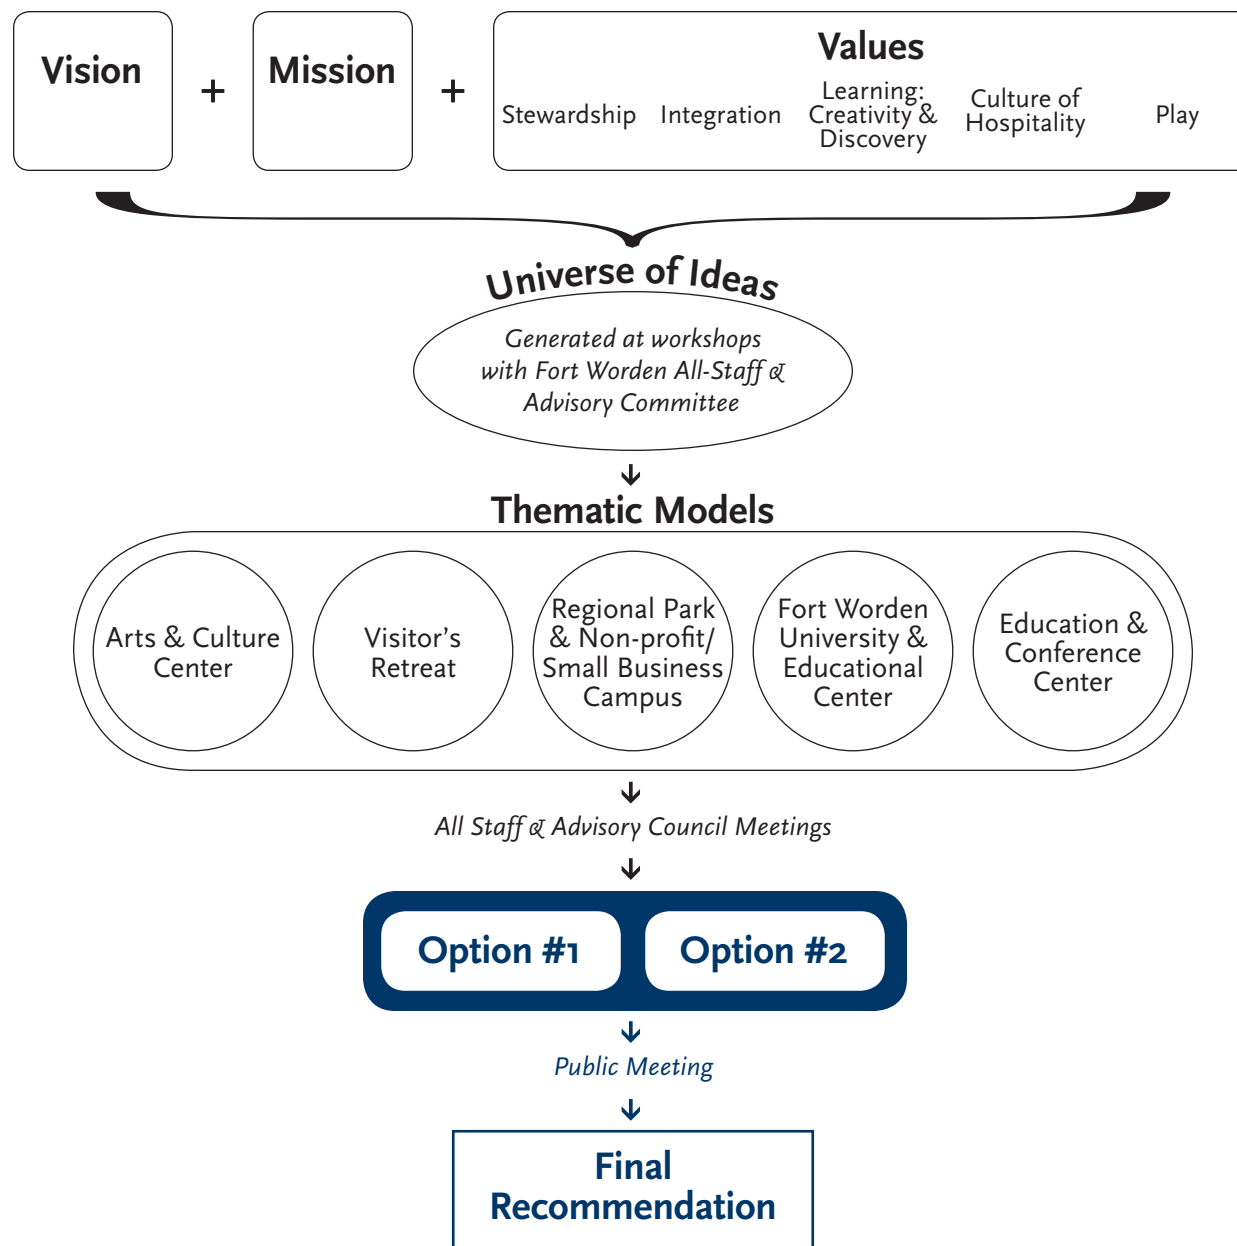 Vision
+
Mission
+
Values
Stewardship
Integration
Learning:
Creativity &
Discovery
Culture of
Hospitality
Play
Universe of Ideas
Generated at workshops
with Fort Worden All-Staff &
Advisory Committee
Thematic Models
Arts & Culture
Center
Visitor's
Retreat
Regional Park
& Non-profit/
Small Business
Campus
Fort Worden
University &
Educational
Center
Education &
Conference
Center
All Staff & Advisory Council Meetings
Option #1
Option #2
Public Meeting
Final
Recommendation